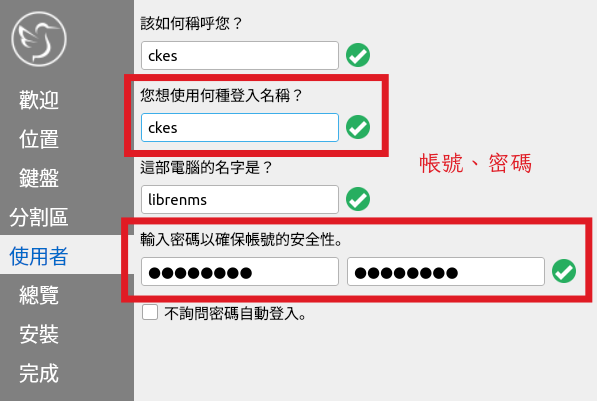 該如何稱呼您？
ckes
歡迎
您想使用何種登入名稱？
ckes
位置
鍵盤
這部電腦的名字是？
帳號、密碼
librenms
分割區
輸入密碼以確保帳號的安全性。
使用者
●●●●●●●● ●●●●●●●●
總覽
不詢問密碼自動登入。
安裝
完成